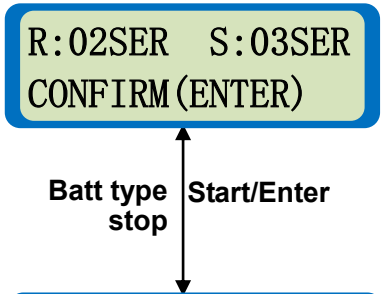 R:02SER S:03SER
CONFIRM(ENTER)
Batt type Start/Enter
stop